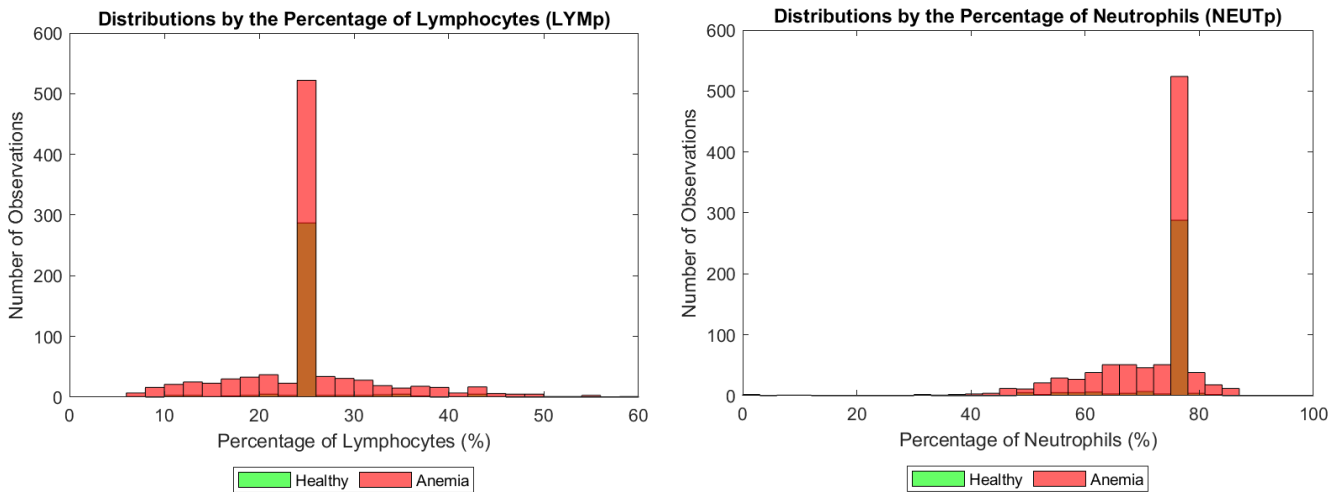 Distributions by the Percentage of Lymphocytes (LYMp)
600
500
400
300
200
100
0
Number of Observations
0 10 20 30 40 50 60
Percentage of Lymphocytes (%)
Healthy Anemia
Distributions by the Percentage of Neutrophils (NEUTp)
600
500
400
300
200
100
0
Number of Observations
0 20 40 60 80 100
Percentage of Neutrophils (%)
Healthy Anemia